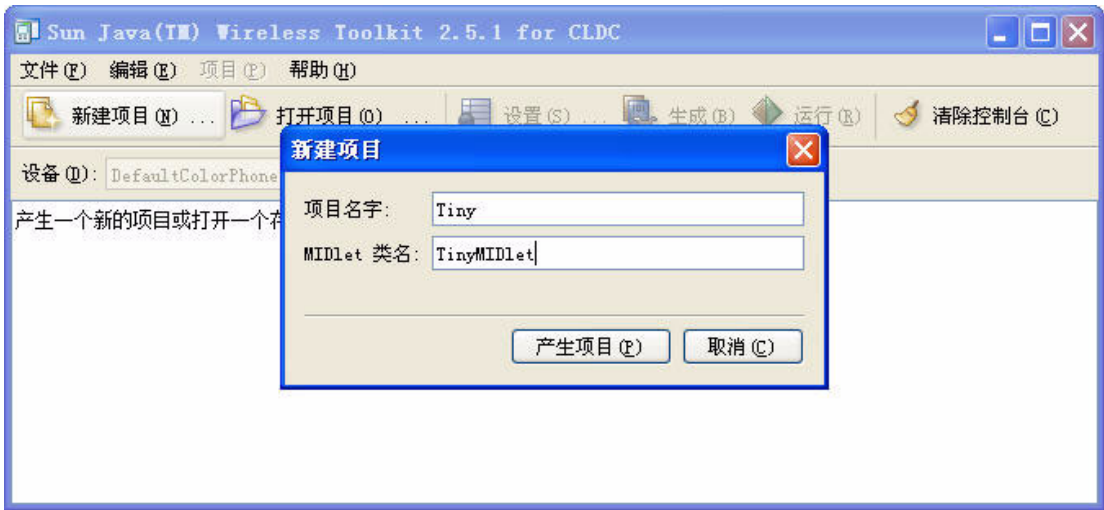 Sun Java(TM) Wireless Toolkit 2.5.1 for CLDC
文件(F) 编辑(E) 项目(P) 帮助(H)
新建项目(N) ... 打开项目(O) ... 设置(S) ... 生成(B) 运行(R) 清除控制台(C)
新建项目
设备(D): DefaultColorPhone
项目名字: Tiny
产生一个新的项目或打开一个存
MIDlet 类名: TinyMIDlet
产生项目(P) 取消(C)